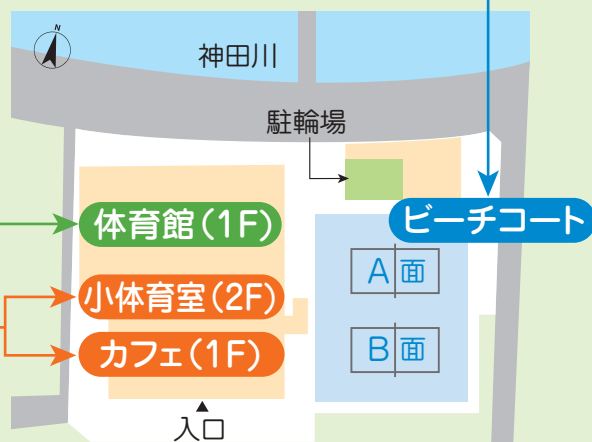 N
神田川
駐輪場
体育館(1F)
ビーチコート
A面
小体育室(2F)
B面
カフェ(1F)
入口